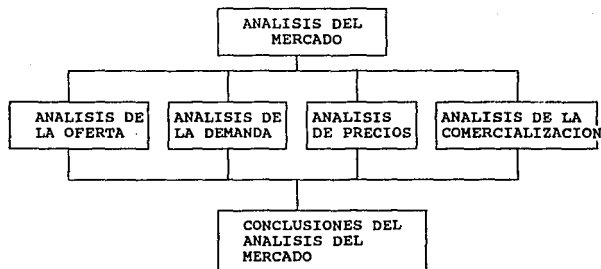 ANALISIS DEL
MERCADO
ANALISIS DE
LA OFERTA
ANALISIS DE
LA DEMANDA
ANALISIS
DE PRECIOS
ANALISIS DE LA
COMERCIALIZACION
CONCLUSIONES DEL
ANALISIS DEL
MERCADO